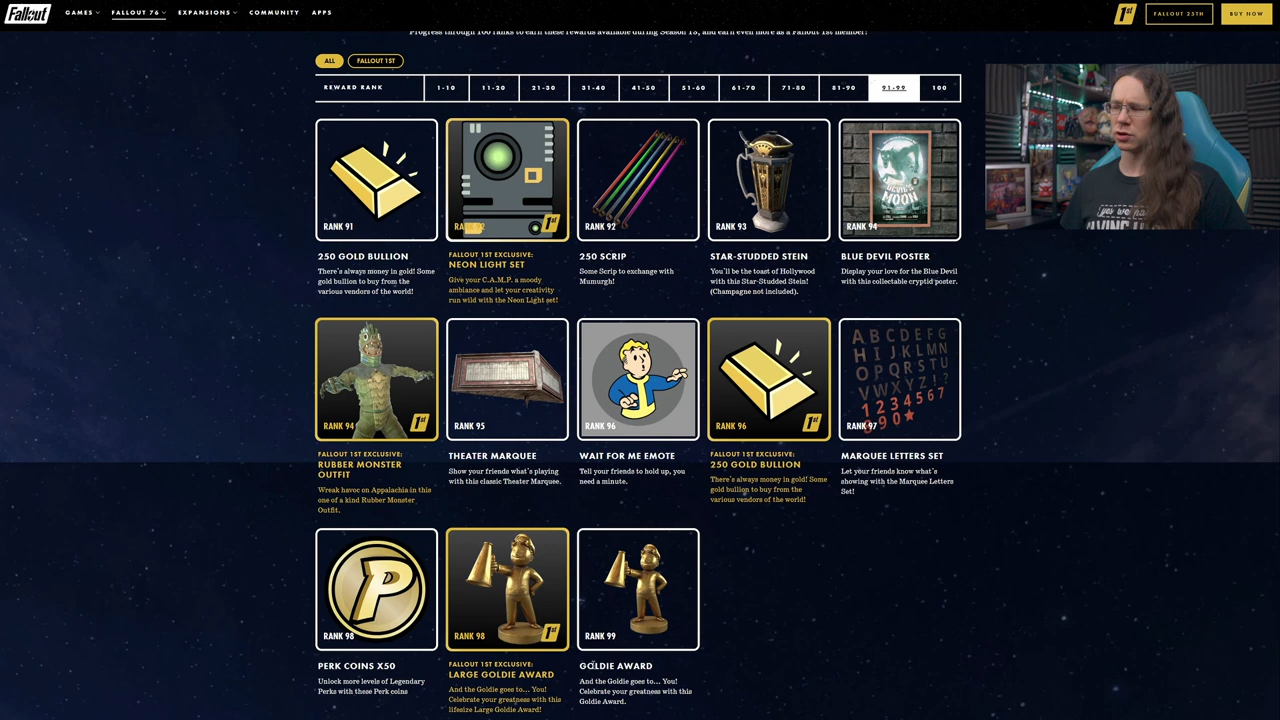 Fallout
GAMES
FALLOUT 76
EXPANSIONS
COMMUNITY
APPS
1st
FALLOUT 25TH
BUY NOW
Progress through 100 ranks to earn these rewards available during Season 13, and earn even more as a Fallout 1st member!
ALL
FALLOUT 1ST
REWARD RANK
1-10
11-20
21-30
31-40
41-50
51-60
61-70
71-80
81-90
91-99
100
RANK 91
RANK 92
1st
RANK 92
RANK 93
DEVIL
MOON
RANK 94
250 GOLD BULLION
There's always money in gold! Some
gold bullion to buy from the
various vendors of the world!
FALLOUT 1ST EXCLUSIVE:
NEON LIGHT SET
Give your C.A.M.P. a moody
ambiance and let your creativity
run wild with the Neon Light set!
250 SCRIP
Some Scrip to exchange with
Mumurgh!
STAR-STUDDED STEIN
You'll be the toast of Hollywood
with this Star-Studded Stein!
(Champagne not included).
BLUE DEVIL POSTER
Display your love for the Blue Devil
with this collectable cryptid poster.
RANK 94
1st
RANK 95
RANK 96
RANK 96
1st
A B C D E F G
H I J K L M N
O P Q R S T U
V W X Y Z ! ?
1 2 3 4 5 6 7
8 9 0 ★
RANK 97
FALLOUT 1ST EXCLUSIVE:
RUBBER MONSTER
OUTFIT
Wreak havoc on Appalachia in this
one of a kind Rubber Monster
Outfit.
THEATER MARQUEE
Show your friends what's playing
with this classic Theater Marquee.
WAIT FOR ME EMOTE
Tell your friends to hold up, you
need a minute.
FALLOUT 1ST EXCLUSIVE:
250 GOLD BULLION
There's always money in gold! Some
gold bullion to buy from the
various vendors of the world!
MARQUEE LETTERS SET
Let your friends know what's
showing with the Marquee Letters
Set!
P
RANK 98
RANK 98
1st
RANK 99
PERK COINS X50
Unlock more levels of Legendary
Perks with these Perk coins
FALLOUT 1ST EXCLUSIVE:
LARGE GOLDIE AWARD
And the Goldie goes to... You!
Celebrate your greatness with this
lifesize Large Goldie Award!
GOLDIE AWARD
And the Goldie goes to... You!
Celebrate your greatness with this
Goldie Award.